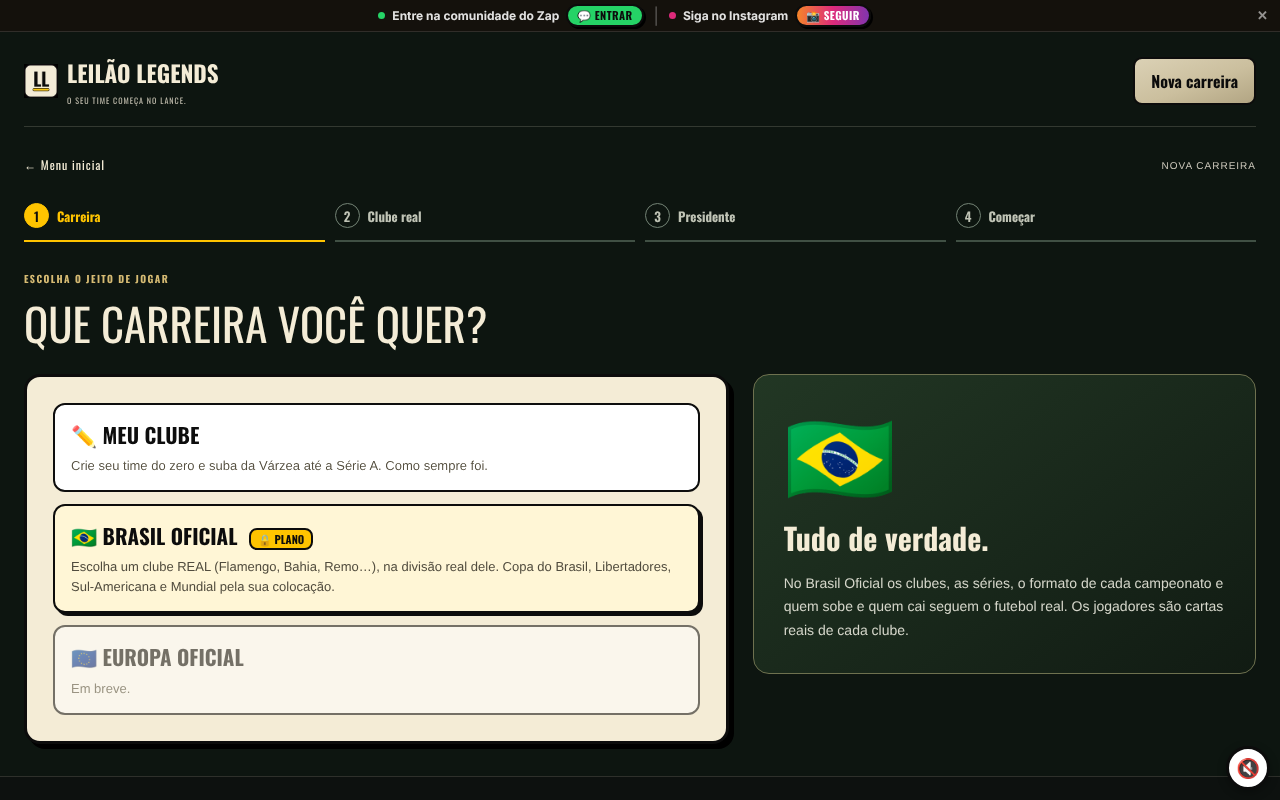 Entre na comunidade do Zap 💬 ENTRAR Siga no Instagram 📸 SEGUIR ✕
LL LEILÃO LEGENDS
O SEU TIME COMEÇA NO LANCE.
Nova carreira
← Menu inicial
NOVA CARREIRA
1 Carreira
2 Clube real
3 Presidente
4 Começar
ESCOLHA O JEITO DE JOGAR
QUE CARREIRA VOCÊ QUER?
✏️ MEU CLUBE
Crie seu time do zero e suba da Várzea até a Série A. Como sempre foi.
🇧🇷 BRASIL OFICIAL 🔒 PLANO
Escolha um clube REAL (Flamengo, Bahia, Remo…), na divisão real dele. Copa do Brasil, Libertadores,
Sul-Americana e Mundial pela sua colocação.
🇪🇺 EUROPA OFICIAL
Em breve.
Tudo de verdade.
No Brasil Oficial os clubes, as séries, o formato de cada campeonato e
quem sobe e quem cai seguem o futebol real. Os jogadores são cartas
reais de cada clube.